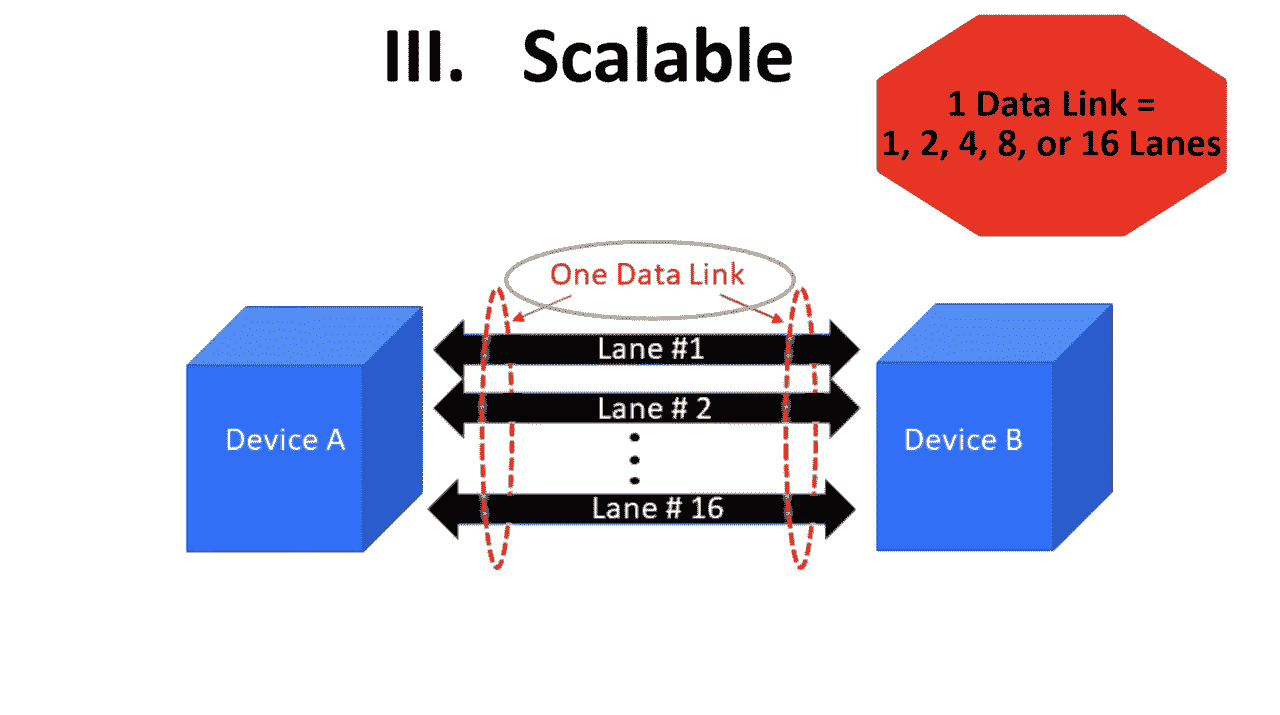 III. Scalable
1 Data Link =
1, 2, 4, 8, or 16 Lanes
One Data Link
Lane #1
Lane # 2
Lane # 16
Device A
Device B